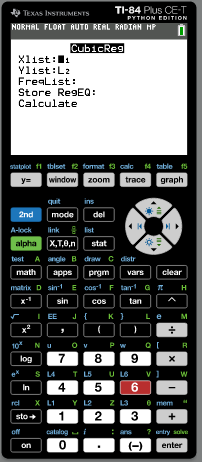 TEXAS INSTRUMENTS TI-84 Plus CE-T
PYTHON EDITION
NORMAL FLOAT AUTO REAL RADIAN MP
CubicReg
Xlist:L1
Ylist:L2
FreqList:
Store RegEQ:
Calculate
statplot f1 tblset f2 format f3 calc f4 table f5
y= window zoom trace graph
quit ins
2nd mode del
A-lock link list
alpha X,T,θ,n stat
test A angle B draw C distr
math apps prgm vars clear
matrix D sin⁻¹ E cos⁻¹ F tan⁻¹ G π H
x⁻¹ sin cos tan ^
√ I EE J { K } L e M
x² , ( ) ÷
10ˣ N u O v P w Q [ R
log 7 8 9 ×
eˣ S L4 T L5 U L6 V ] W
ln 4 5 6 −
rcl X L1 Y L2 Z L3 θ mem "
sto→ 1 2 3 +
off catalog ⎵ i : ans ? entry solve
on 0 . (−) enter